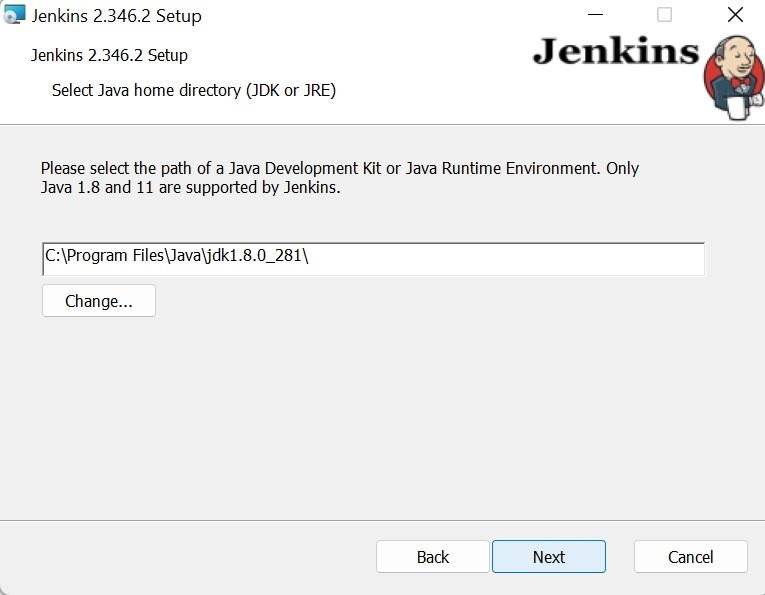 Jenkins 2.346.2 Setup
Jenkins 2.346.2 Setup
Jenkins
Select Java home directory (JDK or JRE)
Please select the path of a Java Development Kit or Java Runtime Environment. Only
Java 1.8 and 11 are supported by Jenkins.
C:\Program Files\Java\jdk1.8.0_281\
Change...
Back
Next
Cancel